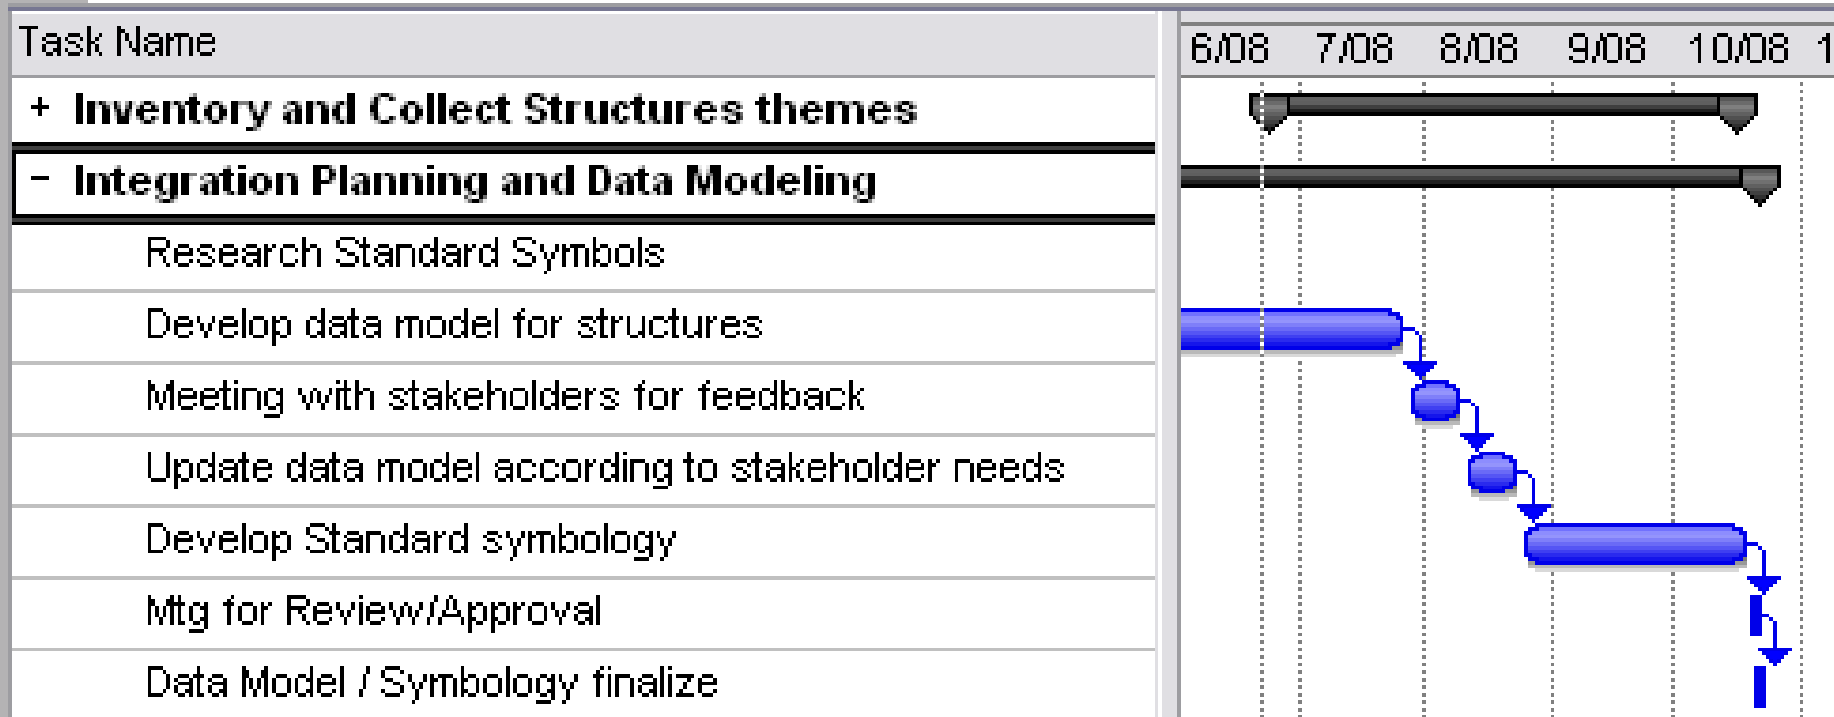 Task Name 6/08 7/08 8/08 9/08 10/08 1
+ Inventory and Collect Structures themes
− Integration Planning and Data Modeling
Research Standard Symbols
Develop data model for structures
Meeting with stakeholders for feedback
Update data model according to stakeholder needs
Develop Standard symbology
Mtg for Review/Approval
Data Model / Symbology finalize